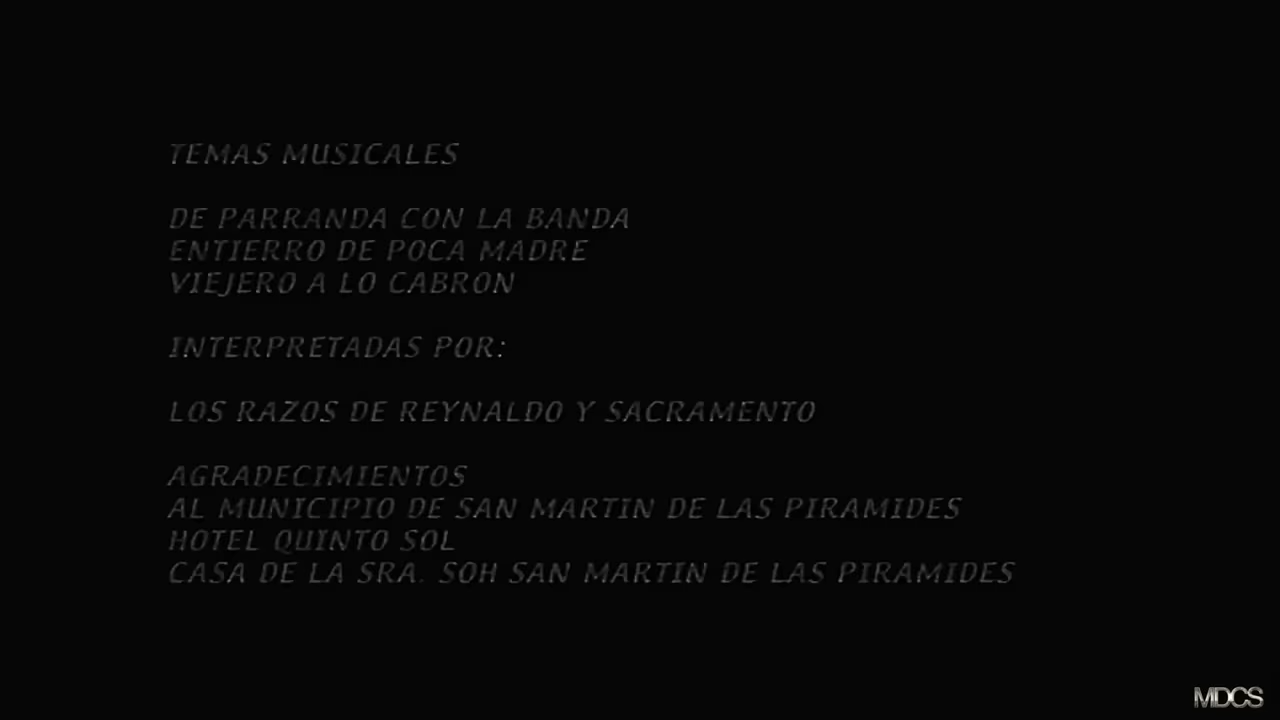 TEMAS MUSICALES
DE PARRANDA CON LA BANDA
ENTIERRO DE POCA MADRE
VIEJERO A LO CABRON
INTERPRETADAS POR:
LOS RAZOS DE REYNALDO Y SACRAMENTO
AGRADECIMIENTOS
AL MUNICIPIO DE SAN MARTIN DE LAS PIRAMIDES
HOTEL QUINTO SOL
CASA DE LA SRA. SOH SAN MARTIN DE LAS PIRAMIDES
MDCS